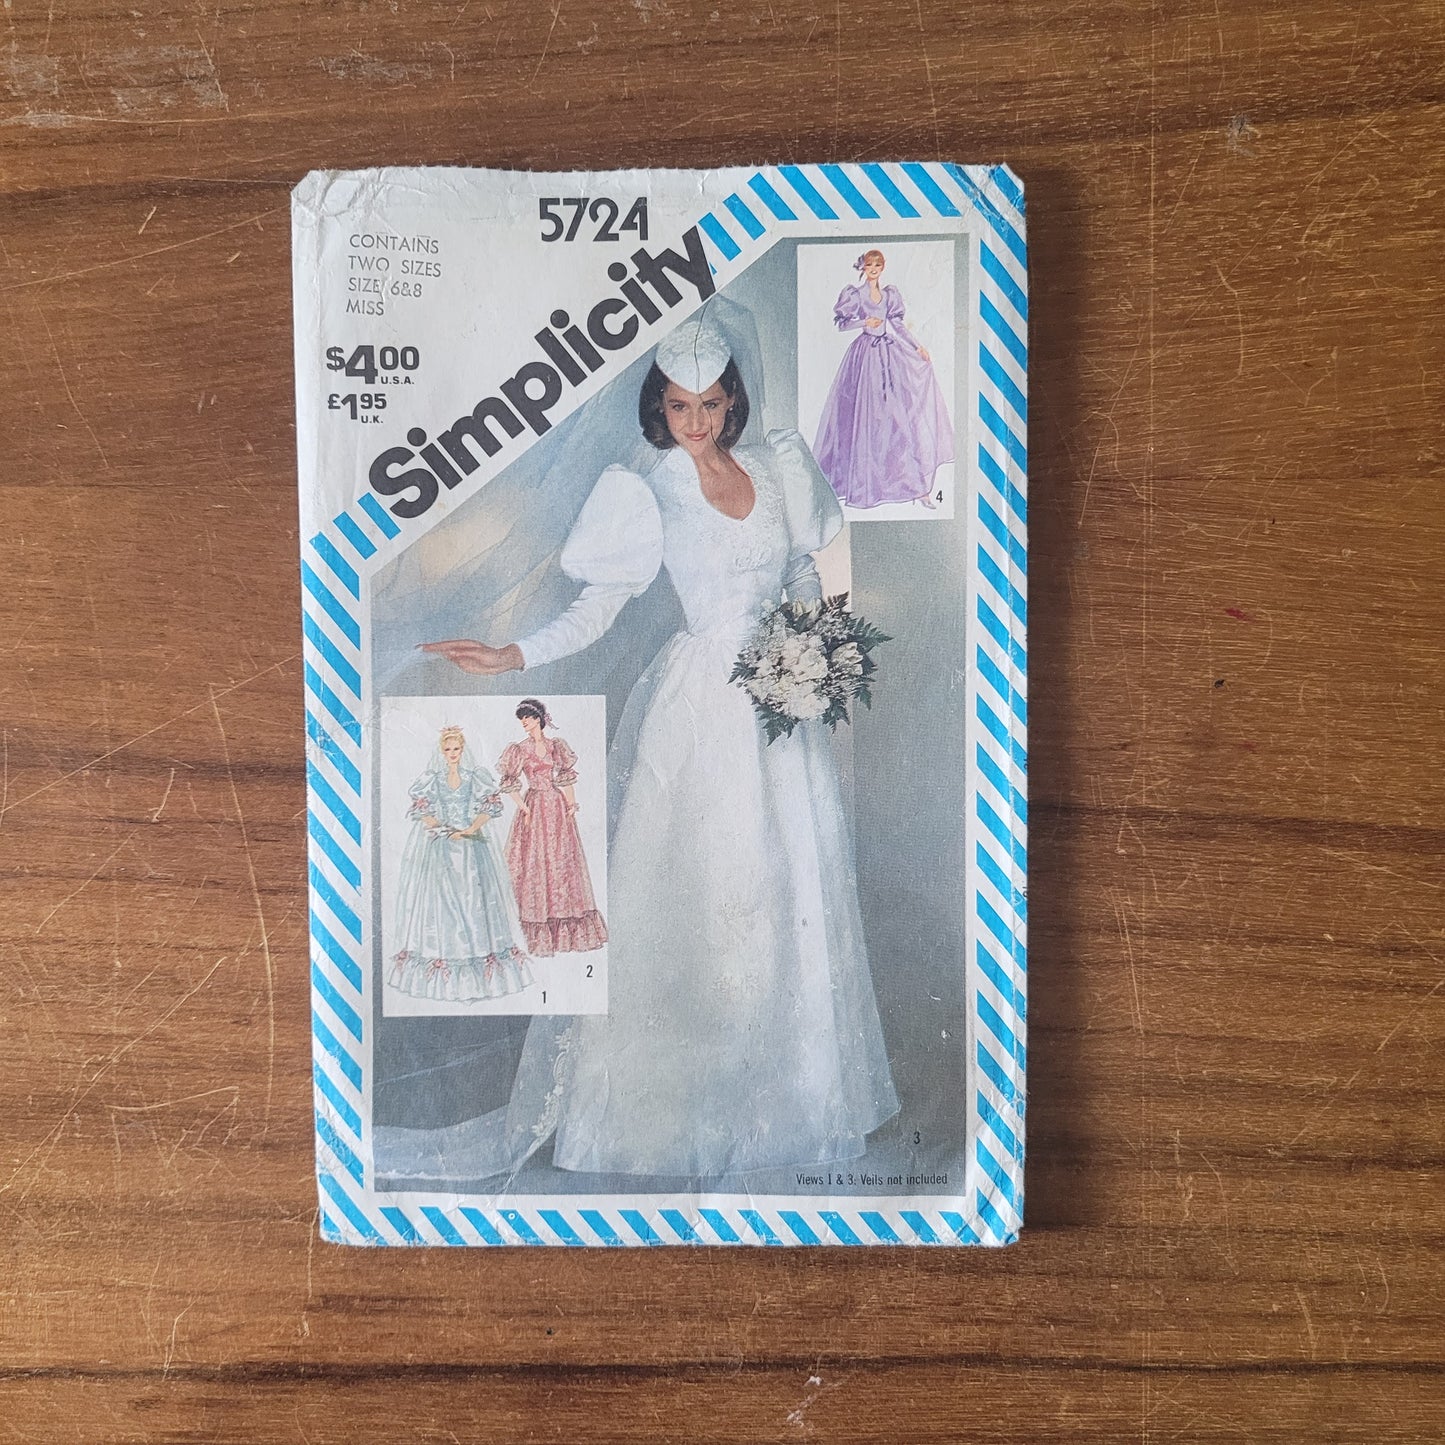 5724
CONTAINS
TWO SIZES
SIZE 6&8
MISS
$4.00
U.S.A.
£1.95
U.K.
Simplicity
4
2
1
3
Views 1 & 3: Veils not included